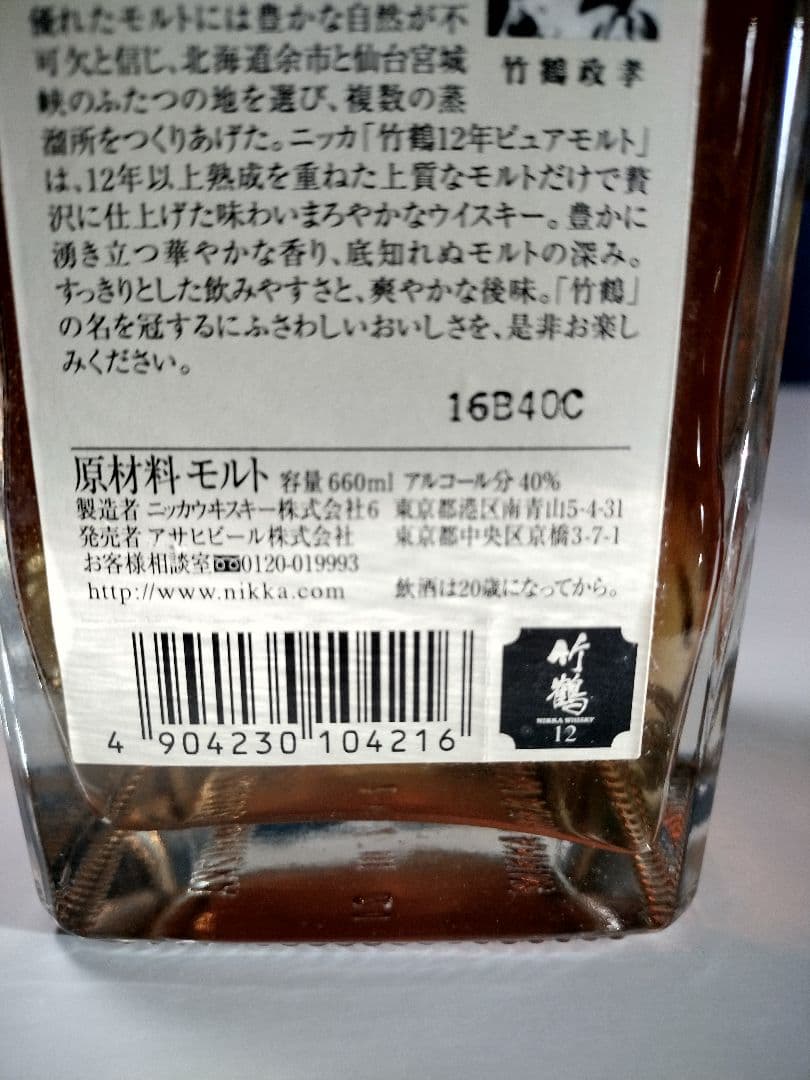 優れたモルトには豊かな自然が不
可欠と信じ、北海道余市と仙台宮城
峡のふたつの地を選び、複数の蒸
溜所をつくりあげた。ニッカ「竹鶴12年ピュアモルト」
は、12年以上熟成を重ねた上質なモルトだけで贅
沢に仕上げた味わいまろやかなウイスキー。豊かに
湧き立つ華やかな香り、底知れぬモルトの深み。
すっきりとした飲みやすさと、爽やかな後味。「竹鶴」
の名を冠するにふさわしいおいしさを、是非お楽し
みください。
竹鶴政孝
16B40C
原材料 モルト 容量 660ml アルコール分 40%
製造者 ニッカウヰスキー株式会社6 東京都港区南青山5-4-31
発売者 アサヒビール株式会社 東京都中央区京橋3-7-1
お客様相談室 0120-019993
http://www.nikka.com 飲酒は20歳になってから。
4 904230 104216
竹鶴
NIKKA WHISKY
12